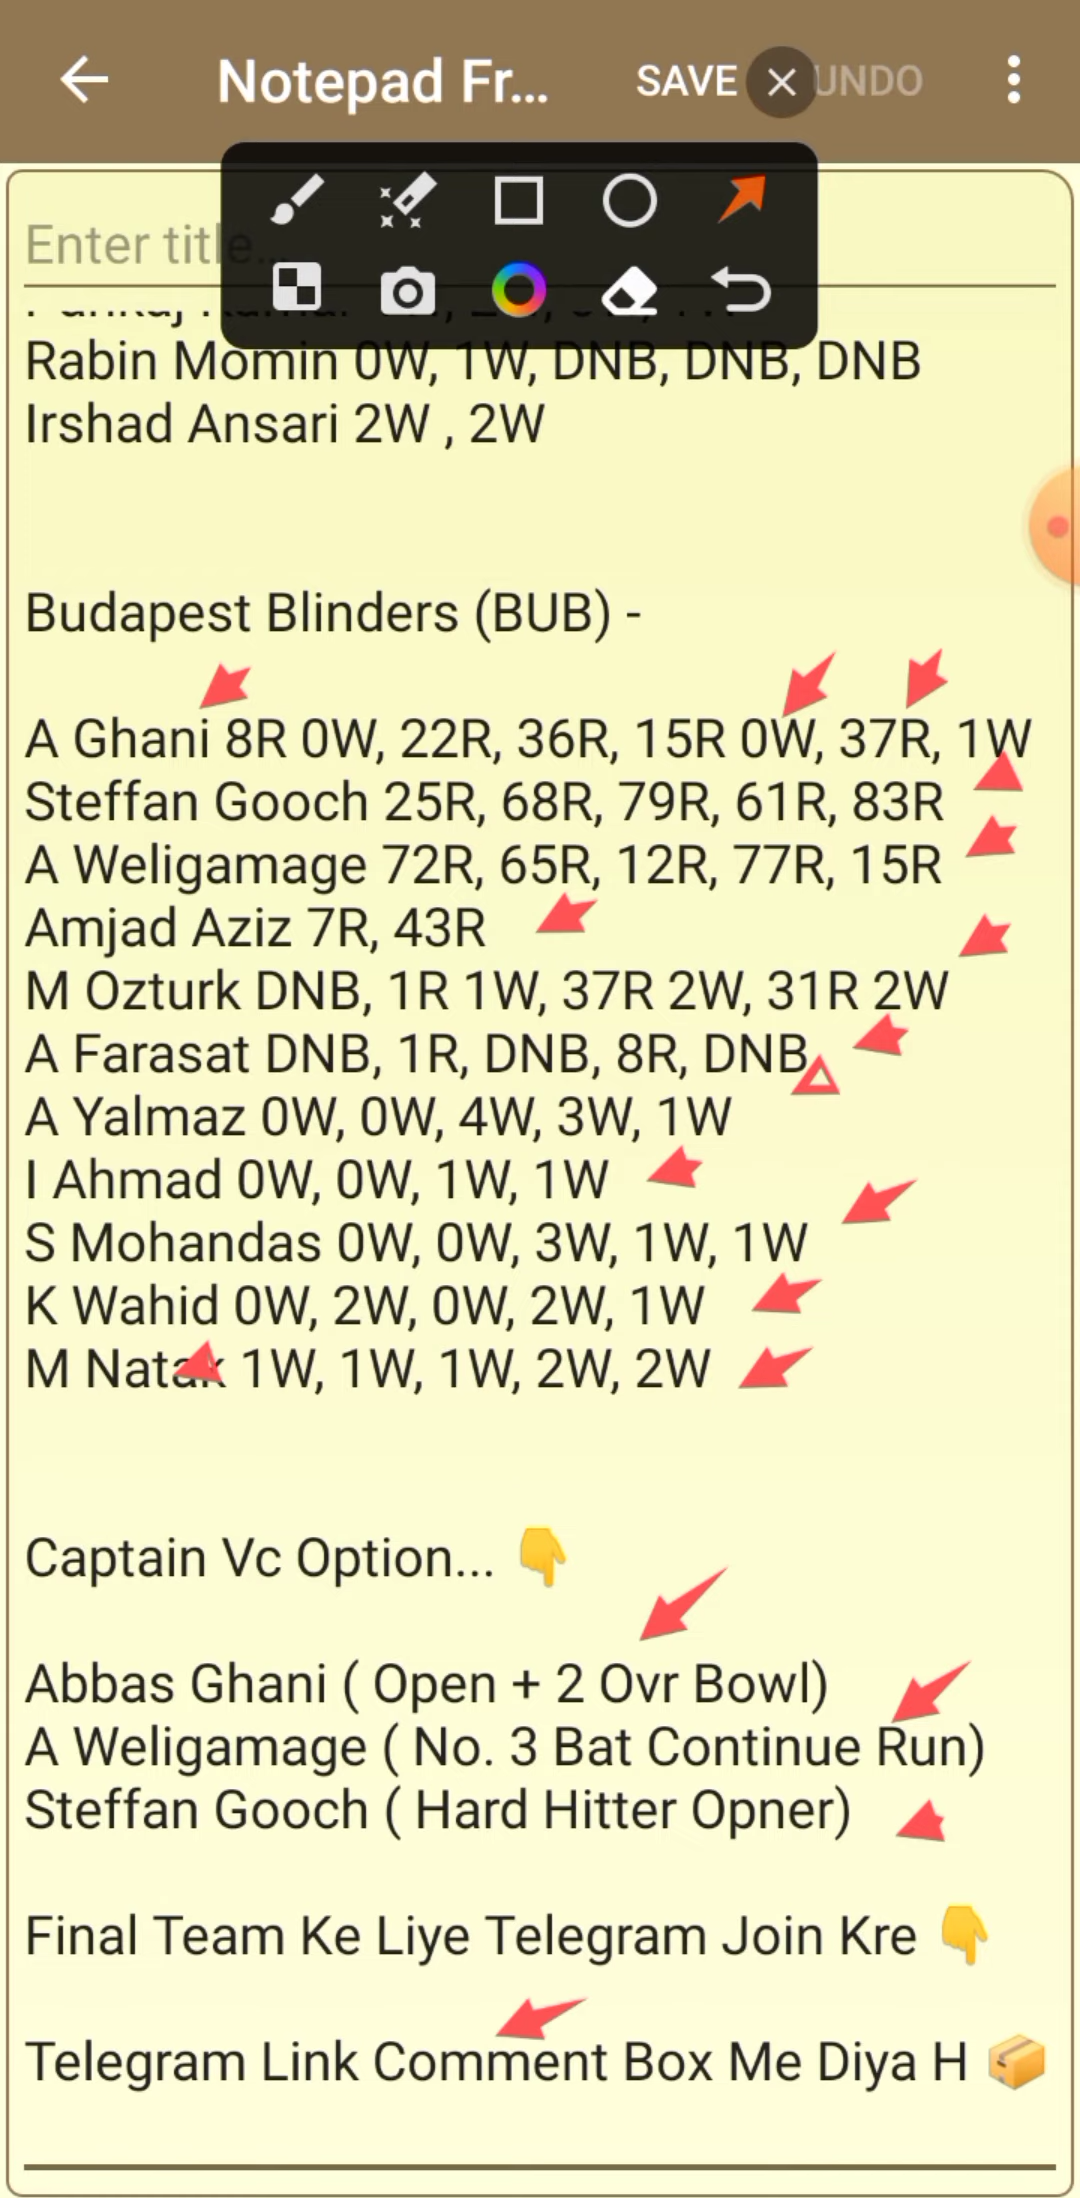 Notepad Fr...
SAVE
UNDO
Enter title...
Rabin Momin 0W, 1W, DNB, DNB, DNB
Irshad Ansari 2W , 2W
Budapest Blinders (BUB) -
A Ghani 8R 0W, 22R, 36R, 15R 0W, 37R, 1W
Steffan Gooch 25R, 68R, 79R, 61R, 83R
A Weligamage 72R, 65R, 12R, 77R, 15R
Amjad Aziz 7R, 43R
M Ozturk DNB, 1R 1W, 37R 2W, 31R 2W
A Farasat DNB, 1R, DNB, 8R, DNB
A Yalmaz 0W, 0W, 4W, 3W, 1W
I Ahmad 0W, 0W, 1W, 1W
S Mohandas 0W, 0W, 3W, 1W, 1W
K Wahid 0W, 2W, 0W, 2W, 1W
M Natak 1W, 1W, 1W, 2W, 2W
Captain Vc Option... 👇
Abbas Ghani ( Open + 2 Ovr Bowl)
A Weligamage ( No. 3 Bat Continue Run)
Steffan Gooch ( Hard Hitter Opner)
Final Team Ke Liye Telegram Join Kre 👇
Telegram Link Comment Box Me Diya H 📦